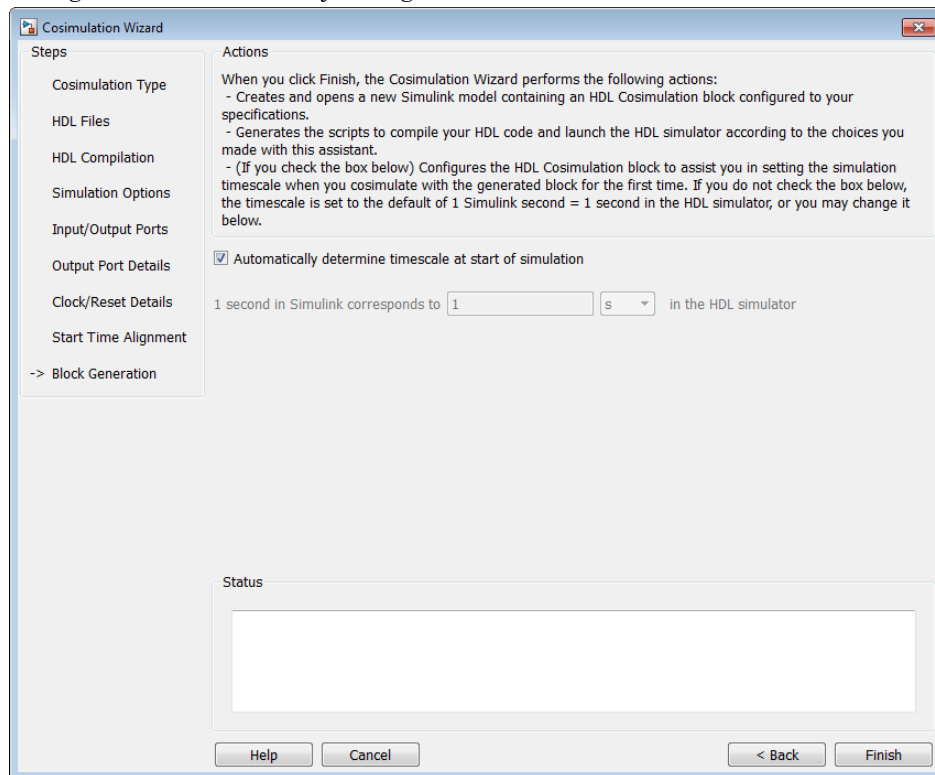 Cosimulation Wizard
Steps
Cosimulation Type
HDL Files
HDL Compilation
Simulation Options
Input/Output Ports
Output Port Details
Clock/Reset Details
Start Time Alignment
-> Block Generation
Actions
When you click Finish, the Cosimulation Wizard performs the following actions:
- Creates and opens a new Simulink model containing an HDL Cosimulation block configured to your
specifications.
- Generates the scripts to compile your HDL code and launch the HDL simulator according to the choices you
made with this assistant.
- (If you check the box below) Configures the HDL Cosimulation block to assist you in setting the simulation
timescale when you cosimulate with the generated block for the first time. If you do not check the box below,
the timescale is set to the default of 1 Simulink second = 1 second in the HDL simulator, or you may change it
below.
Automatically determine timescale at start of simulation
1 second in Simulink corresponds to 1 s in the HDL simulator
Status
Help Cancel < Back Finish